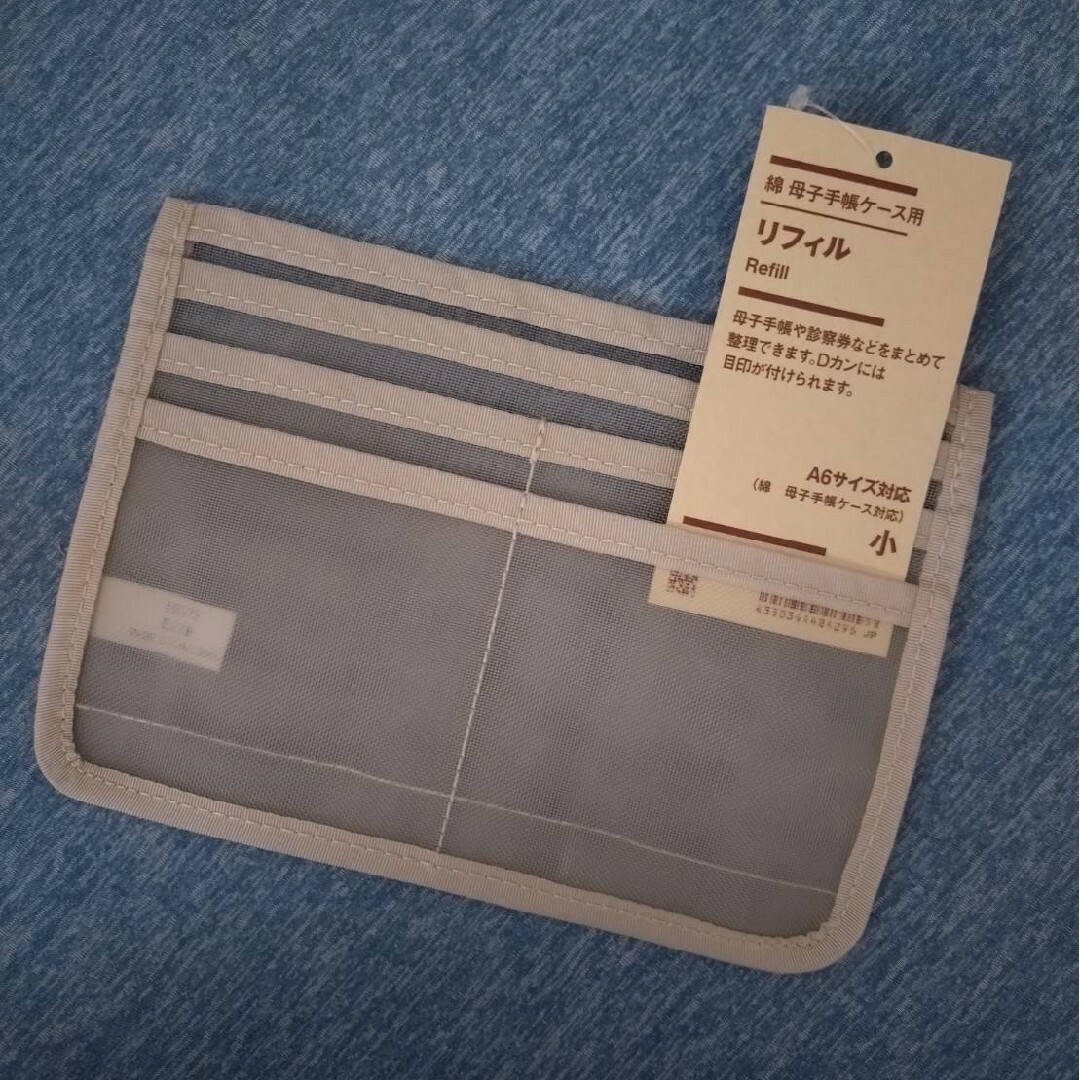 綿 母子手帳ケース用
リフィル
Refill
母子手帳や診察券などをまとめて
整理できます。Dカンには
目印が付けられます。
A6サイズ対応
（綿　母子手帳ケース対応）
小
4550344484296 JP